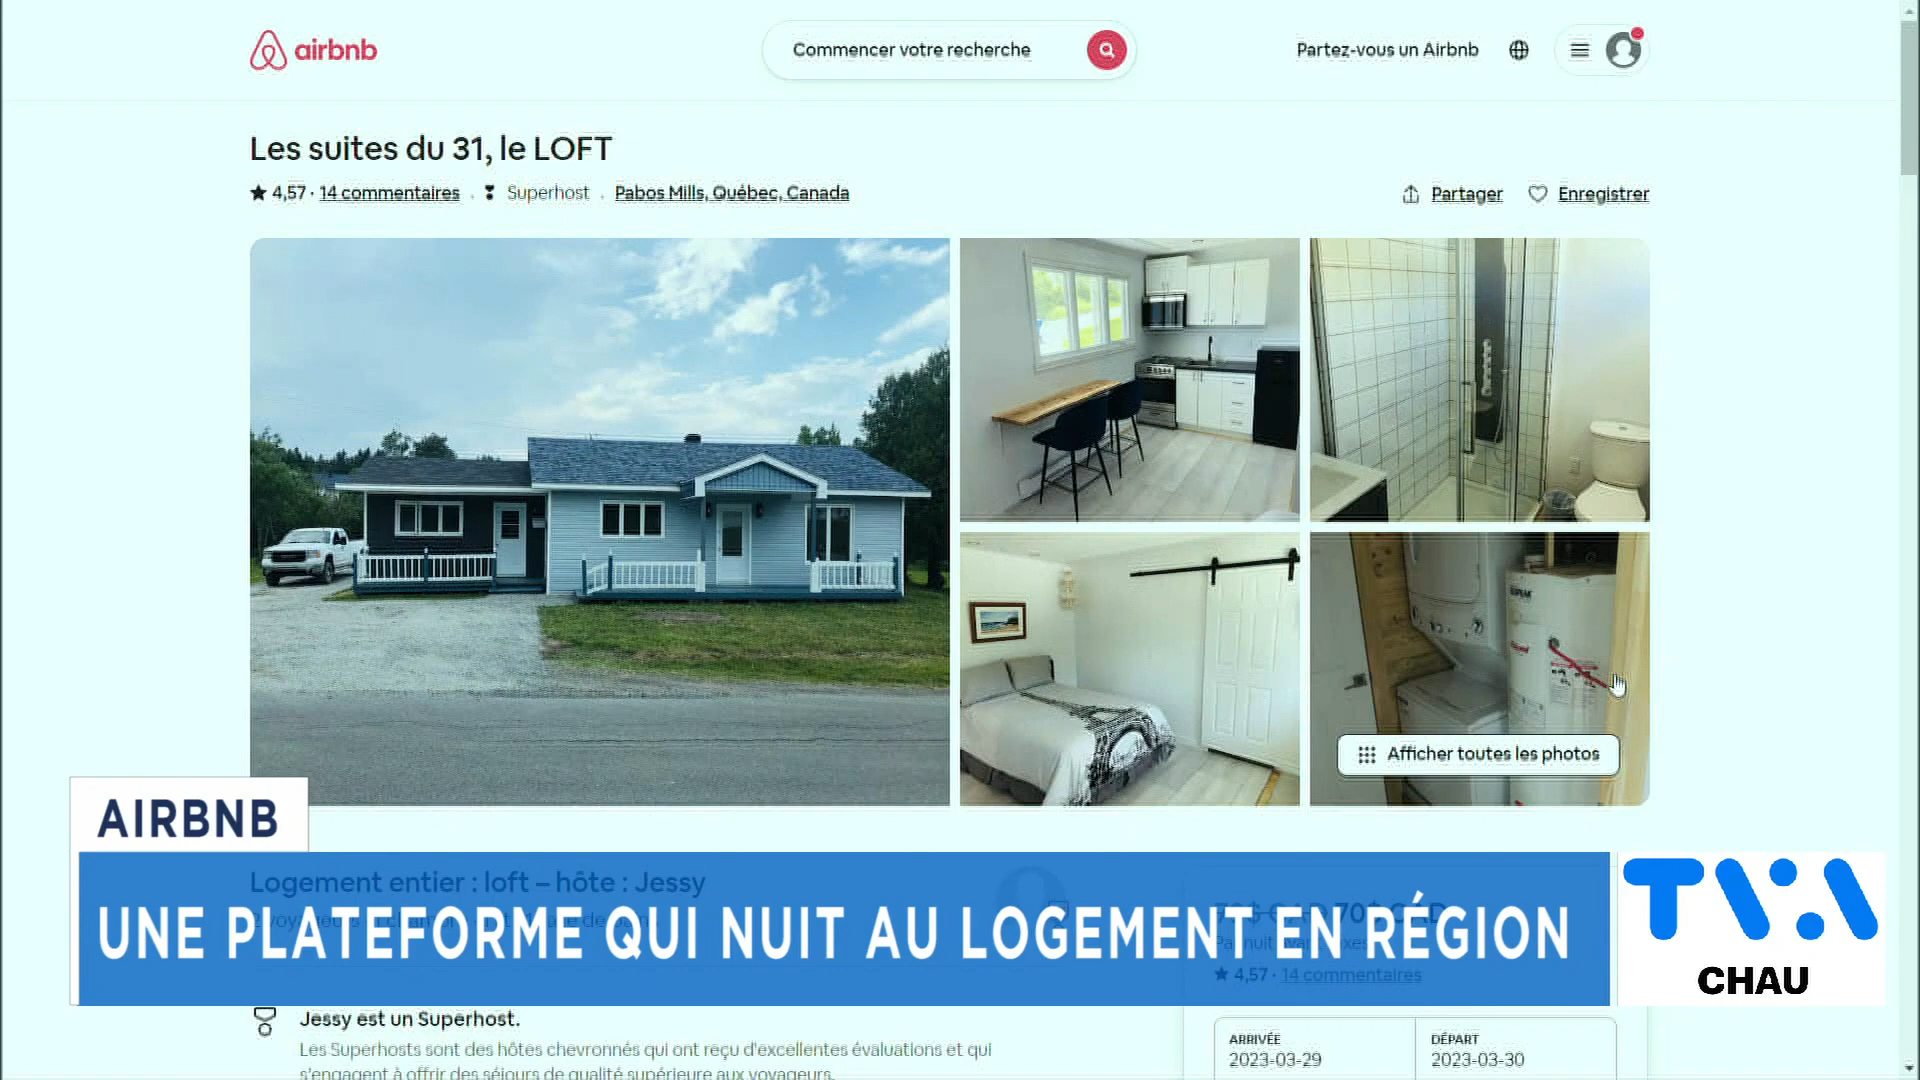 airbnb
Commencer votre recherche
Partez-vous un Airbnb
Les suites du 31, le LOFT
4,57 · 14 commentaires · Superhost · Pabos Mills, Québec, Canada
Partager
Enregistrer
Afficher toutes les photos
AIRBNB
Logement entier : loft – hôte : Jessy
UNE PLATEFORME QUI NUIT AU LOGEMENT EN RÉGION
70$ CAD
4,57 · 14 commentaires
TVA
CHAU
Jessy est un Superhost.
Les Superhosts sont des hôtes chevronnés qui ont reçu d'excellentes évaluations et qui
s'engagent à offrir des séjours de qualité supérieure aux voyageurs.
ARRIVÉE
2023-03-29
DÉPART
2023-03-30